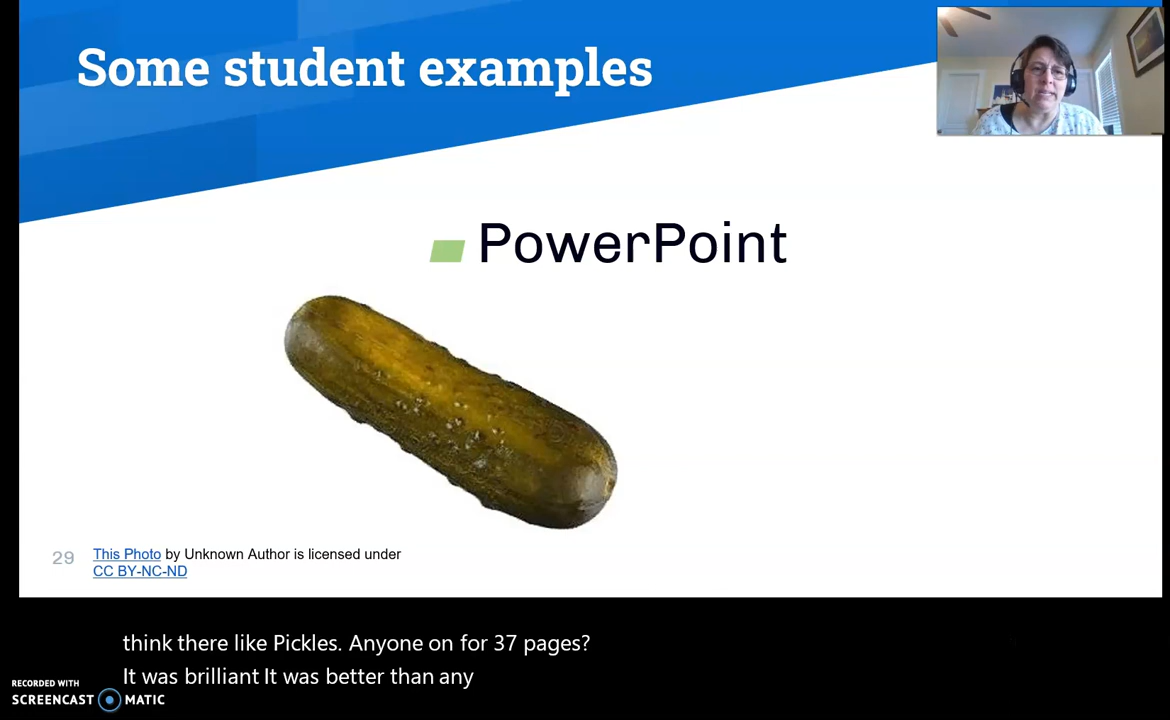 Some student examples
PowerPoint
29
This Photo by Unknown Author is licensed under
CC BY-NC-ND
think there like Pickles. Anyone on for 37 pages?
It was brilliant It was better than any
RECORDED WITH
SCREENCAST MATIC